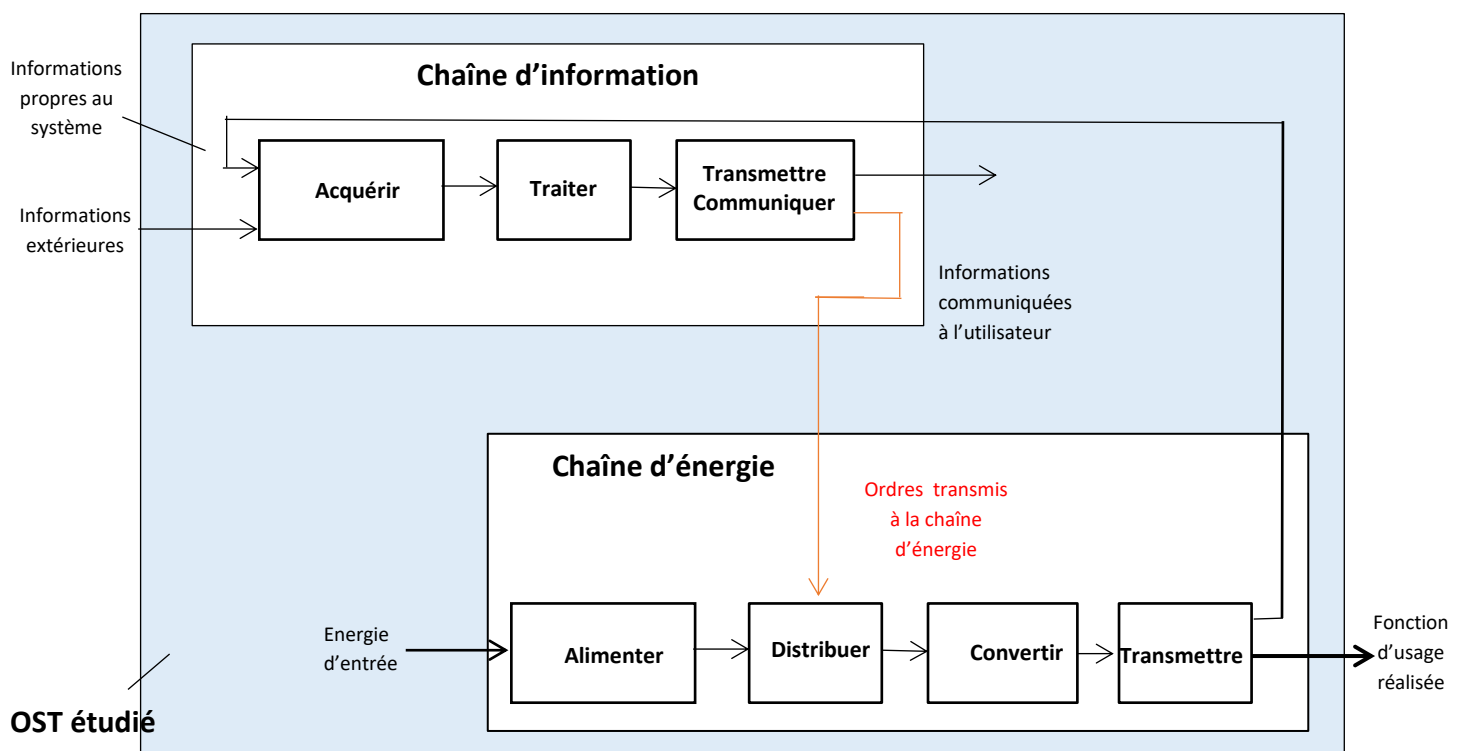 Chaîne d’information
Informations
propres au
système
Acquérir
Traiter
Transmettre
Communiquer
Informations
extérieures
Informations
communiquées
à l’utilisateur
Chaîne d’énergie
Ordres transmis
à la chaîne
d’énergie
Energie
d’entrée
Alimenter
Distribuer
Convertir
Transmettre
Fonction
d’usage
réalisée
OST étudié